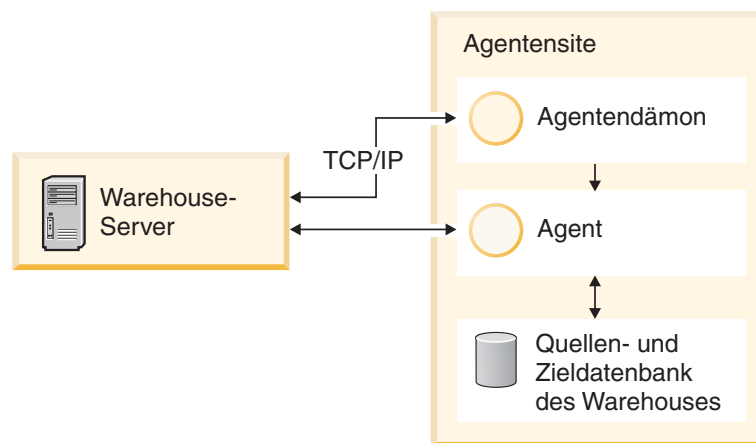 Agentensite
Agentendämon
TCP/IP
Warehouse-
Server
Agent
Quellen- und
Zieldatenbank
des Warehouses